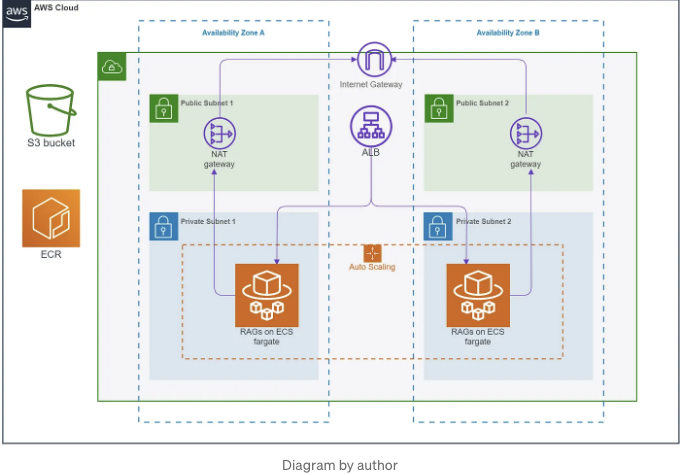 aws
AWS Cloud
Availability Zone A
Availability Zone B
Internet Gateway
Public Subnet 1
Public Subnet 2
S3 bucket
NAT
gateway
ALB
NAT
gateway
Private Subnet 1
Private Subnet 2
ECR
Auto Scaling
RAGs on ECS
fargate
RAGs on ECS
fargate
Diagram by author